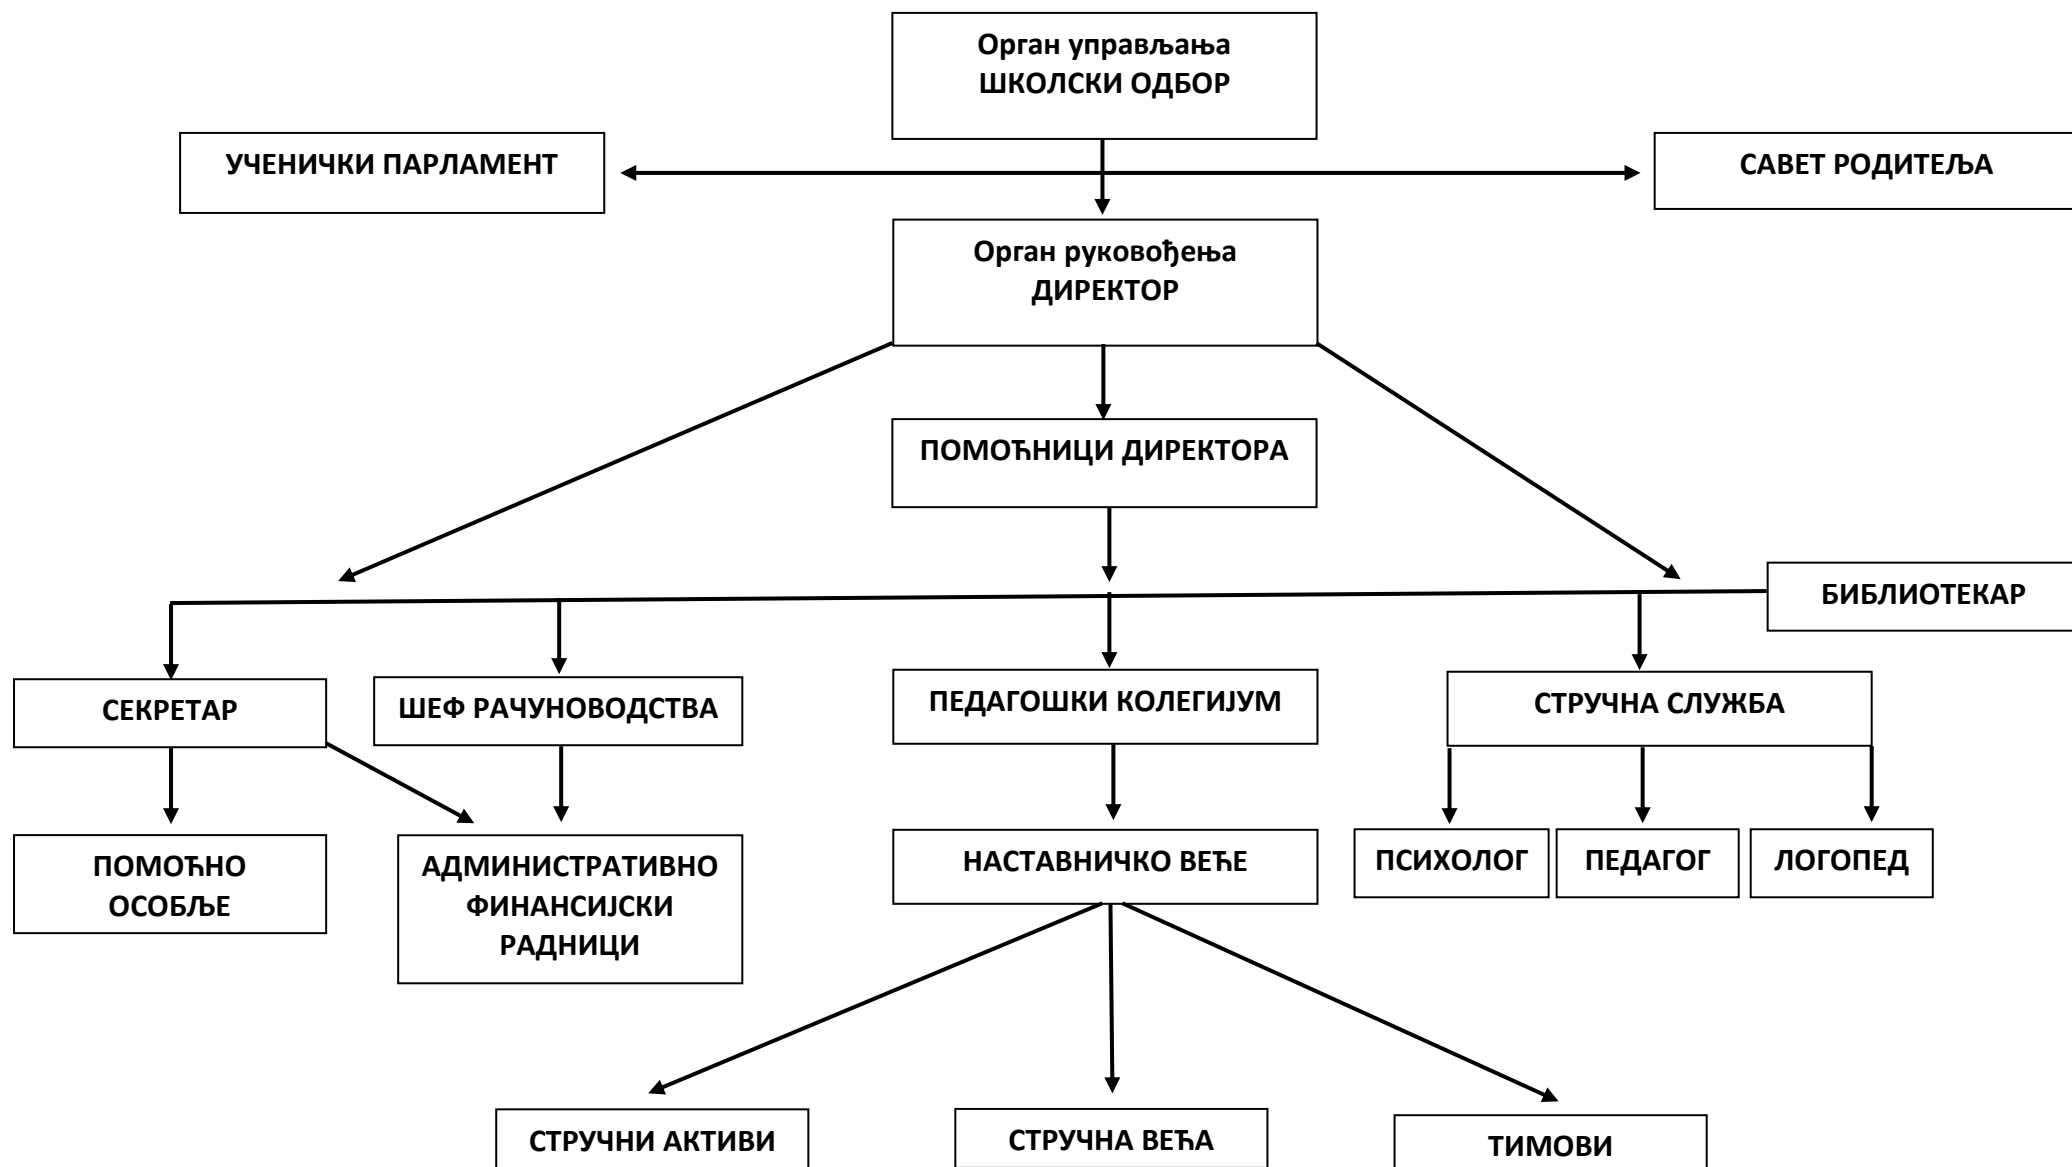 Орган управљања
ШКОЛСКИ ОДБОР
УЧЕНИЧКИ ПАРЛАМЕНТ
САВЕТ РОДИТЕЉА
Орган руковођења
ДИРЕКТОР
ПОМОЋНИЦИ ДИРЕКТОРА
БИБЛИОТЕКАР
СЕКРЕТАР
ШЕФ РАЧУНОВОДСТВА
ПЕДАГОШКИ КОЛЕГИЈУМ
СТРУЧНА СЛУЖБА
ПОМОЋНО
ОСОБЉЕ
АДМИНИСТРАТИВНО
ФИНАНСИЈСКИ
РАДНИЦИ
НАСТАВНИЧКО ВЕЋЕ
ПСИХОЛОГ
ПЕДАГОГ
ЛОГОПЕД
СТРУЧНИ АКТИВИ
СТРУЧНА ВЕЋА
ТИМОВИ